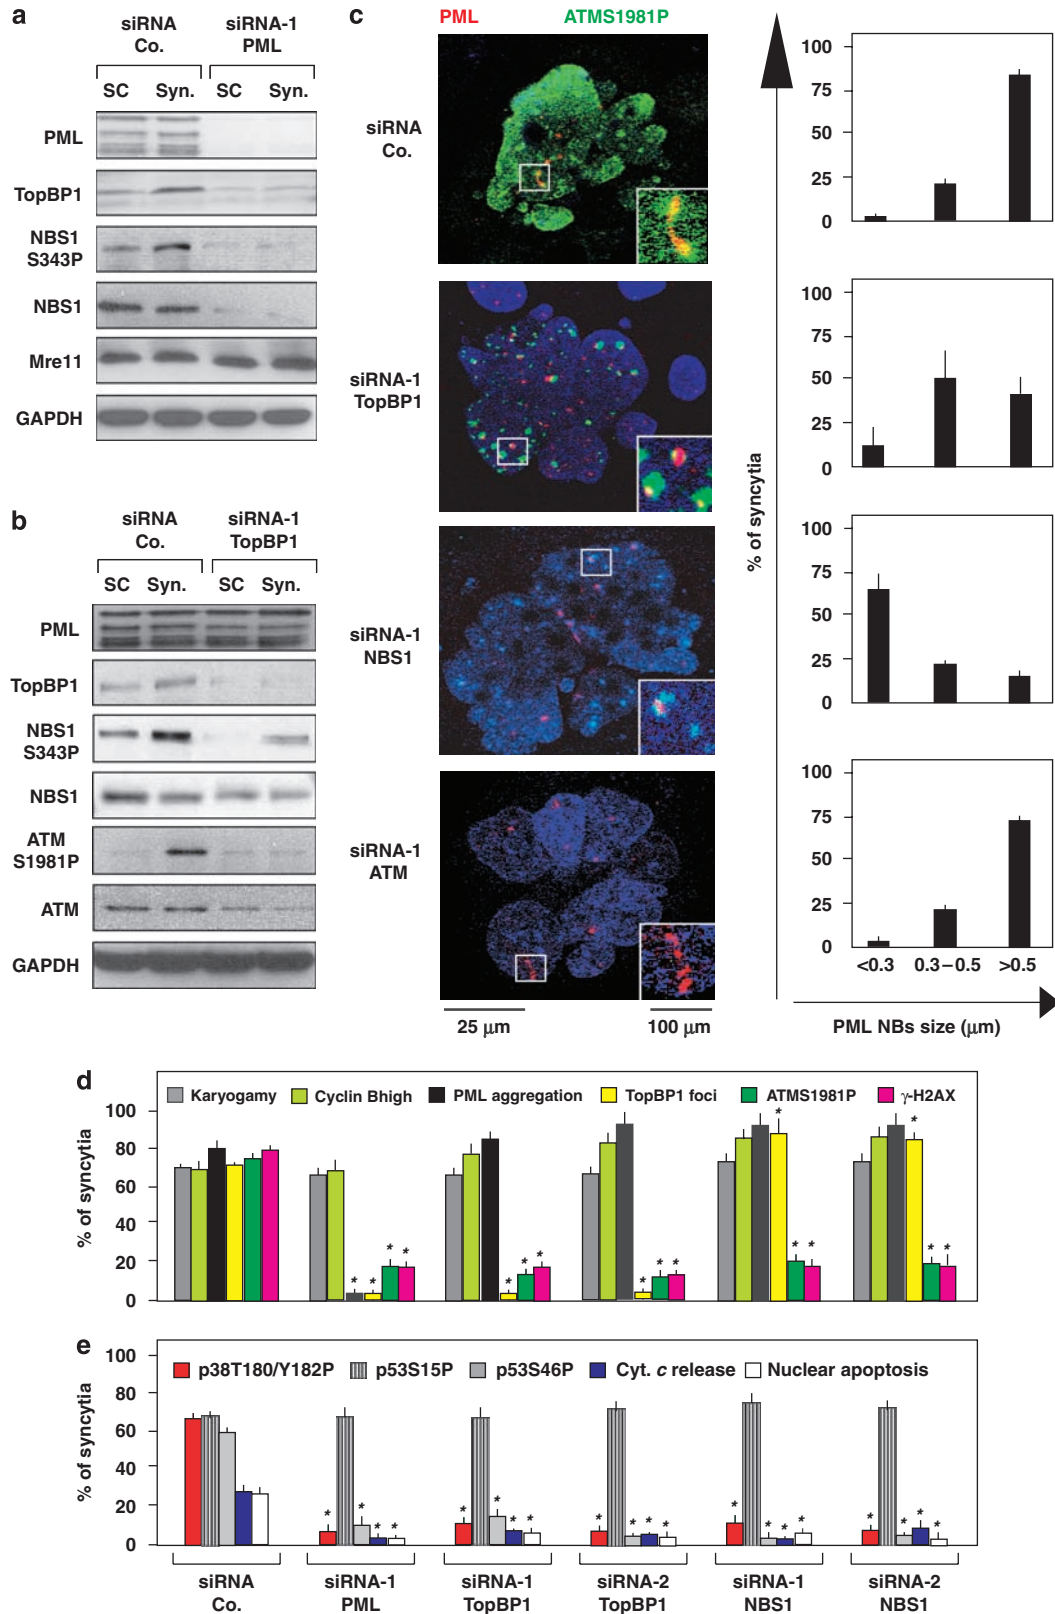 a
siRNA Co.
siRNA-1 PML
SC Syn. SC Syn.
PML
TopBP1
NBS1 S343P
NBS1
Mre11
GAPDH
b
siRNA Co.
siRNA-1 TopBP1
SC Syn. SC Syn.
PML
TopBP1
NBS1 S343P
NBS1
ATM S1981P
ATM
GAPDH
c
PML ATMS1981P
siRNA Co.
siRNA-1 TopBP1
siRNA-1 NBS1
siRNA-1 ATM
25 μm 100 μm
% of syncytia
100
75
50
25
0
100
75
50
25
0
100
75
50
25
0
100
75
50
25
0
<0.3 0.3–0.5 >0.5
PML NBs size (μm)
d
Karyogamy Cyclin Bhigh PML aggregation TopBP1 foci ATMS1981P γ-H2AX
% of syncytia
100
80
60
40
20
0
* * * *
* * *
* * *
* * *
* * *
e
p38T180/Y182P p53S15P p53S46P Cyt. c release Nuclear apoptosis
% of syncytia
100
80
60
40
20
0
* * * *
* * * *
* * * *
* * * *
* * * *
siRNA Co.
siRNA-1 PML
siRNA-1 TopBP1
siRNA-2 TopBP1
siRNA-1 NBS1
siRNA-2 NBS1